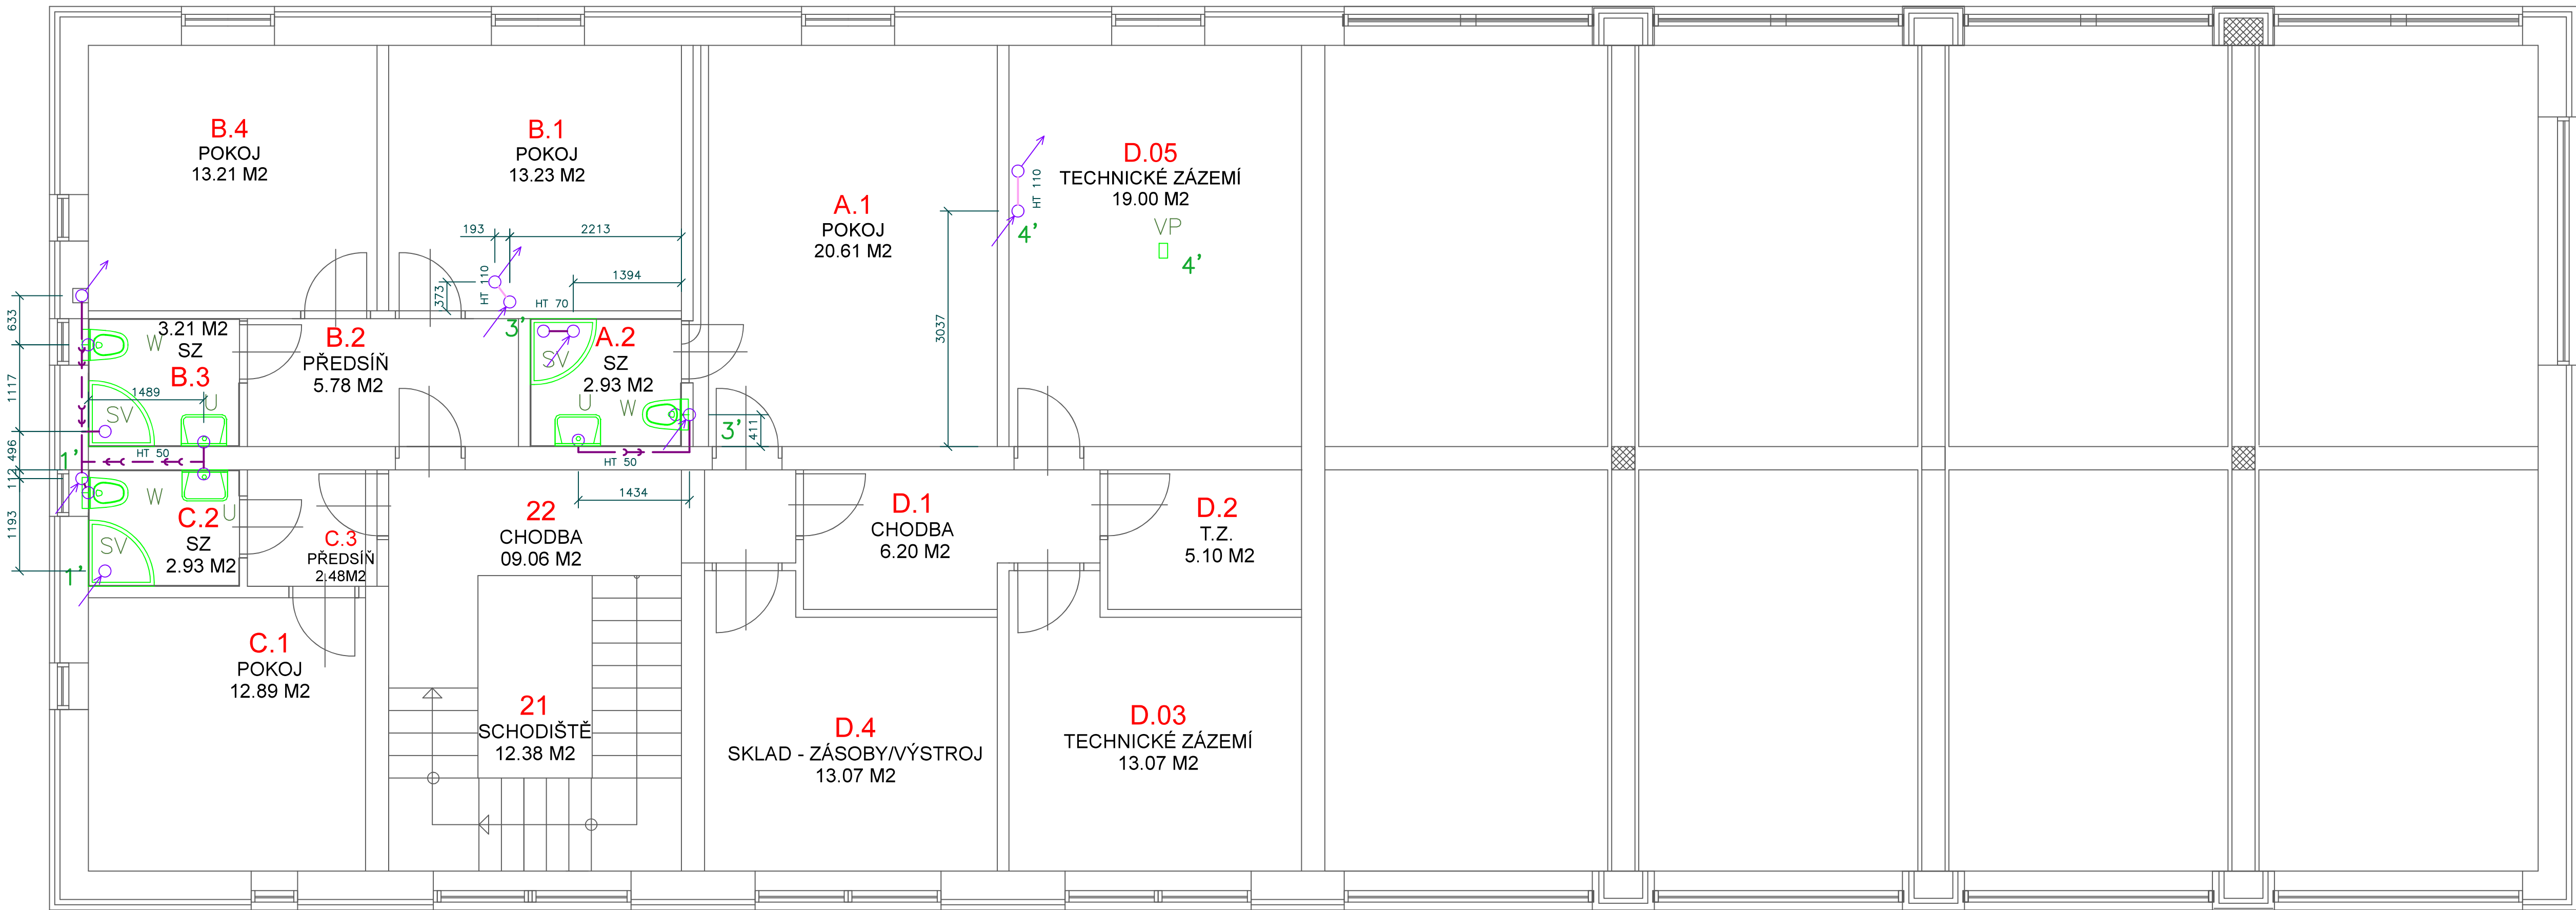 B.4
POKOJ
13.21 M2
B.1
POKOJ
13.23 M2
A.1
POKOJ
20.61 M2
D.05
TECHNICKÉ ZÁZEMÍ
19.00 M2
VP
4'
HT 110
4'
3037
193
2213
1394
373
HT 110
HT 70
3'
633
1117
496
112
1193
3.21 M2
SZ
B.3
W
1489
SV
U
B.2
PŘEDSÍŇ
5.78 M2
A.2
SZ
2.93 M2
SV
U
W
3'
411
1'
HT 50
HT 50
1434
W
C.2
SZ
2.93 M2
U
SV
1'
C.3
PŘEDSÍŇ
2.48M2
22
CHODBA
09.06 M2
D.1
CHODBA
6.20 M2
D.2
T.Z.
5.10 M2
C.1
POKOJ
12.89 M2
21
SCHODIŠTĚ
12.38 M2
D.4
SKLAD - ZÁSOBY/VÝSTROJ
13.07 M2
D.03
TECHNICKÉ ZÁZEMÍ
13.07 M2